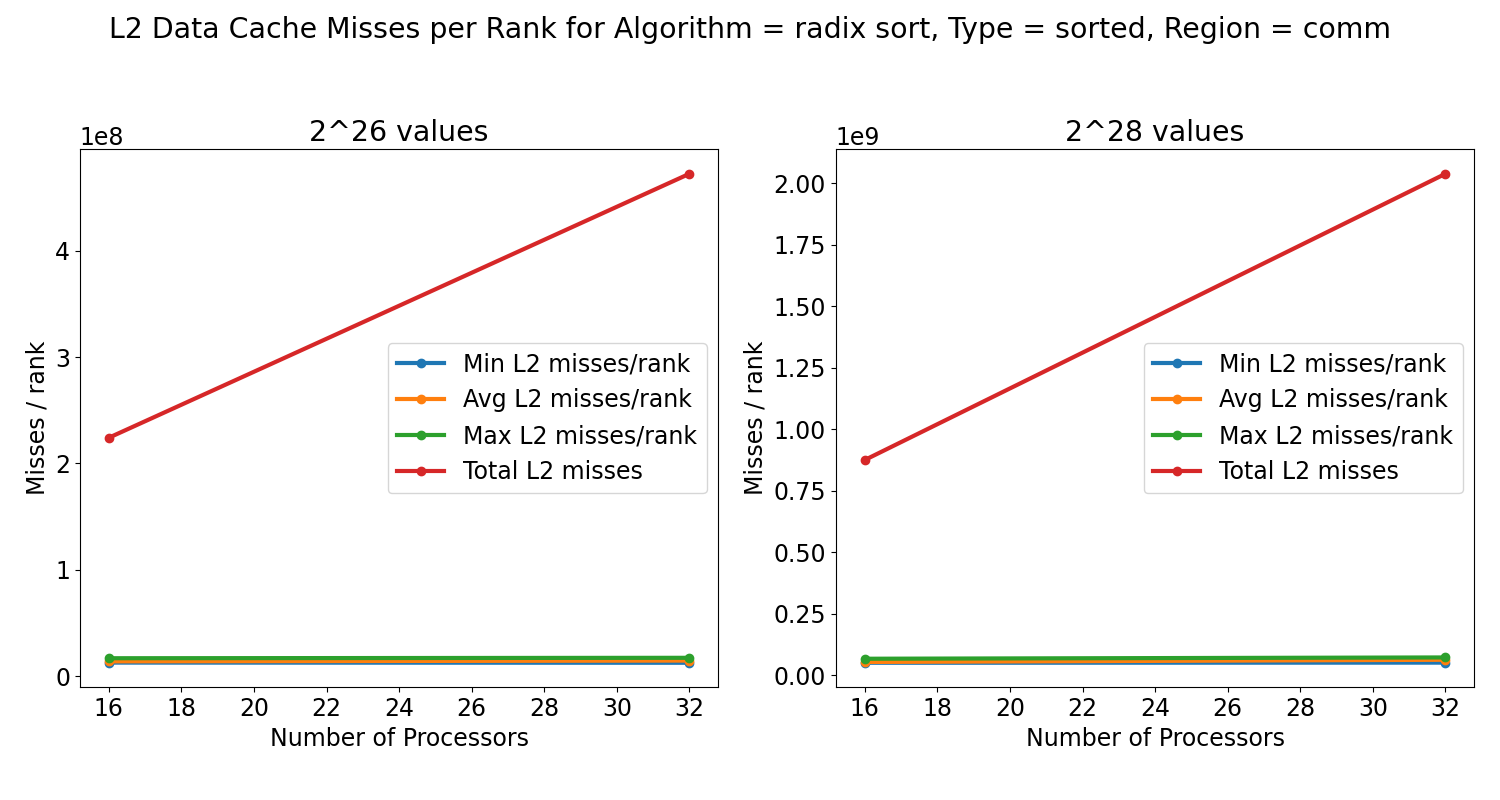 L2 Data Cache Misses per Rank for Algorithm = radix sort, Type = sorted, Region = comm
2^26 values
1e8
4
3
2
1
0
Misses / rank
Min L2 misses/rank
Avg L2 misses/rank
Max L2 misses/rank
Total L2 misses
16 18 20 22 24 26 28 30 32
Number of Processors
2^28 values
1e9
2.00
1.75
1.50
1.25
1.00
0.75
0.50
0.25
0.00
Misses / rank
Min L2 misses/rank
Avg L2 misses/rank
Max L2 misses/rank
Total L2 misses
16 18 20 22 24 26 28 30 32
Number of Processors